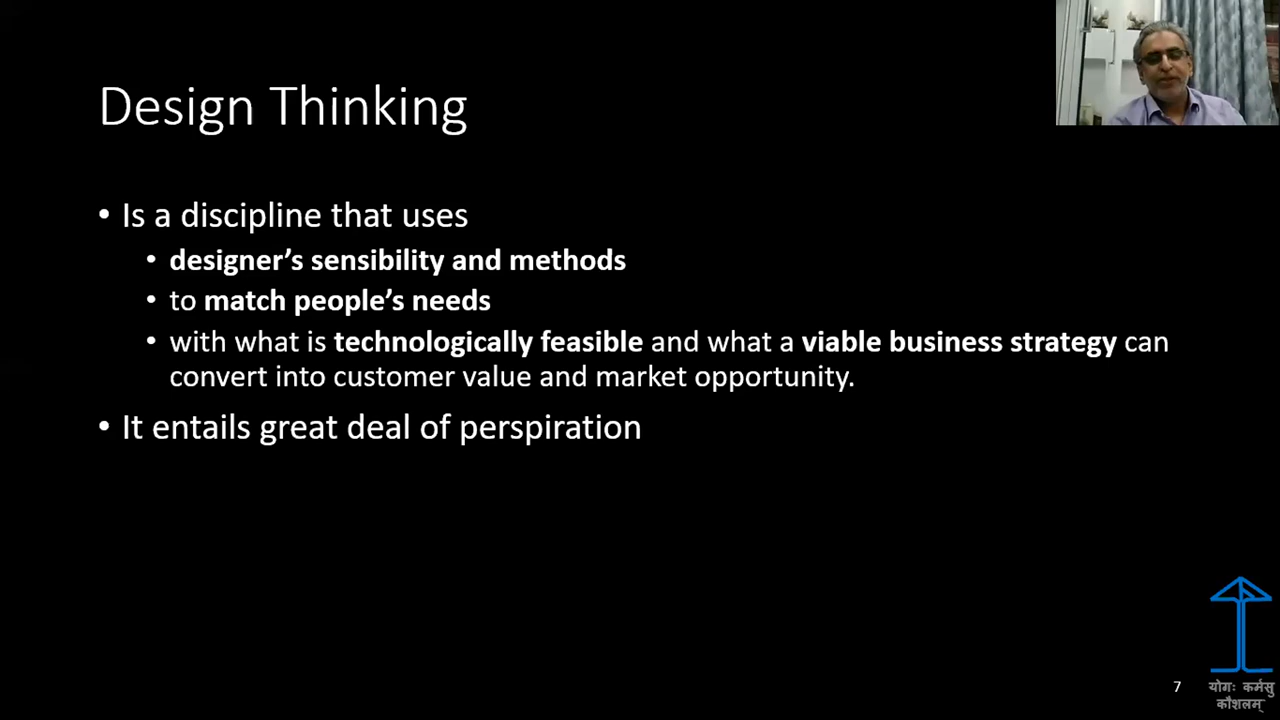 Design Thinking
• Is a discipline that uses
• designer’s sensibility and methods
• to match people’s needs
• with what is technologically feasible and what a viable business strategy can
convert into customer value and market opportunity.
• It entails great deal of perspiration
7
योगः कर्मसु
कौशलम्